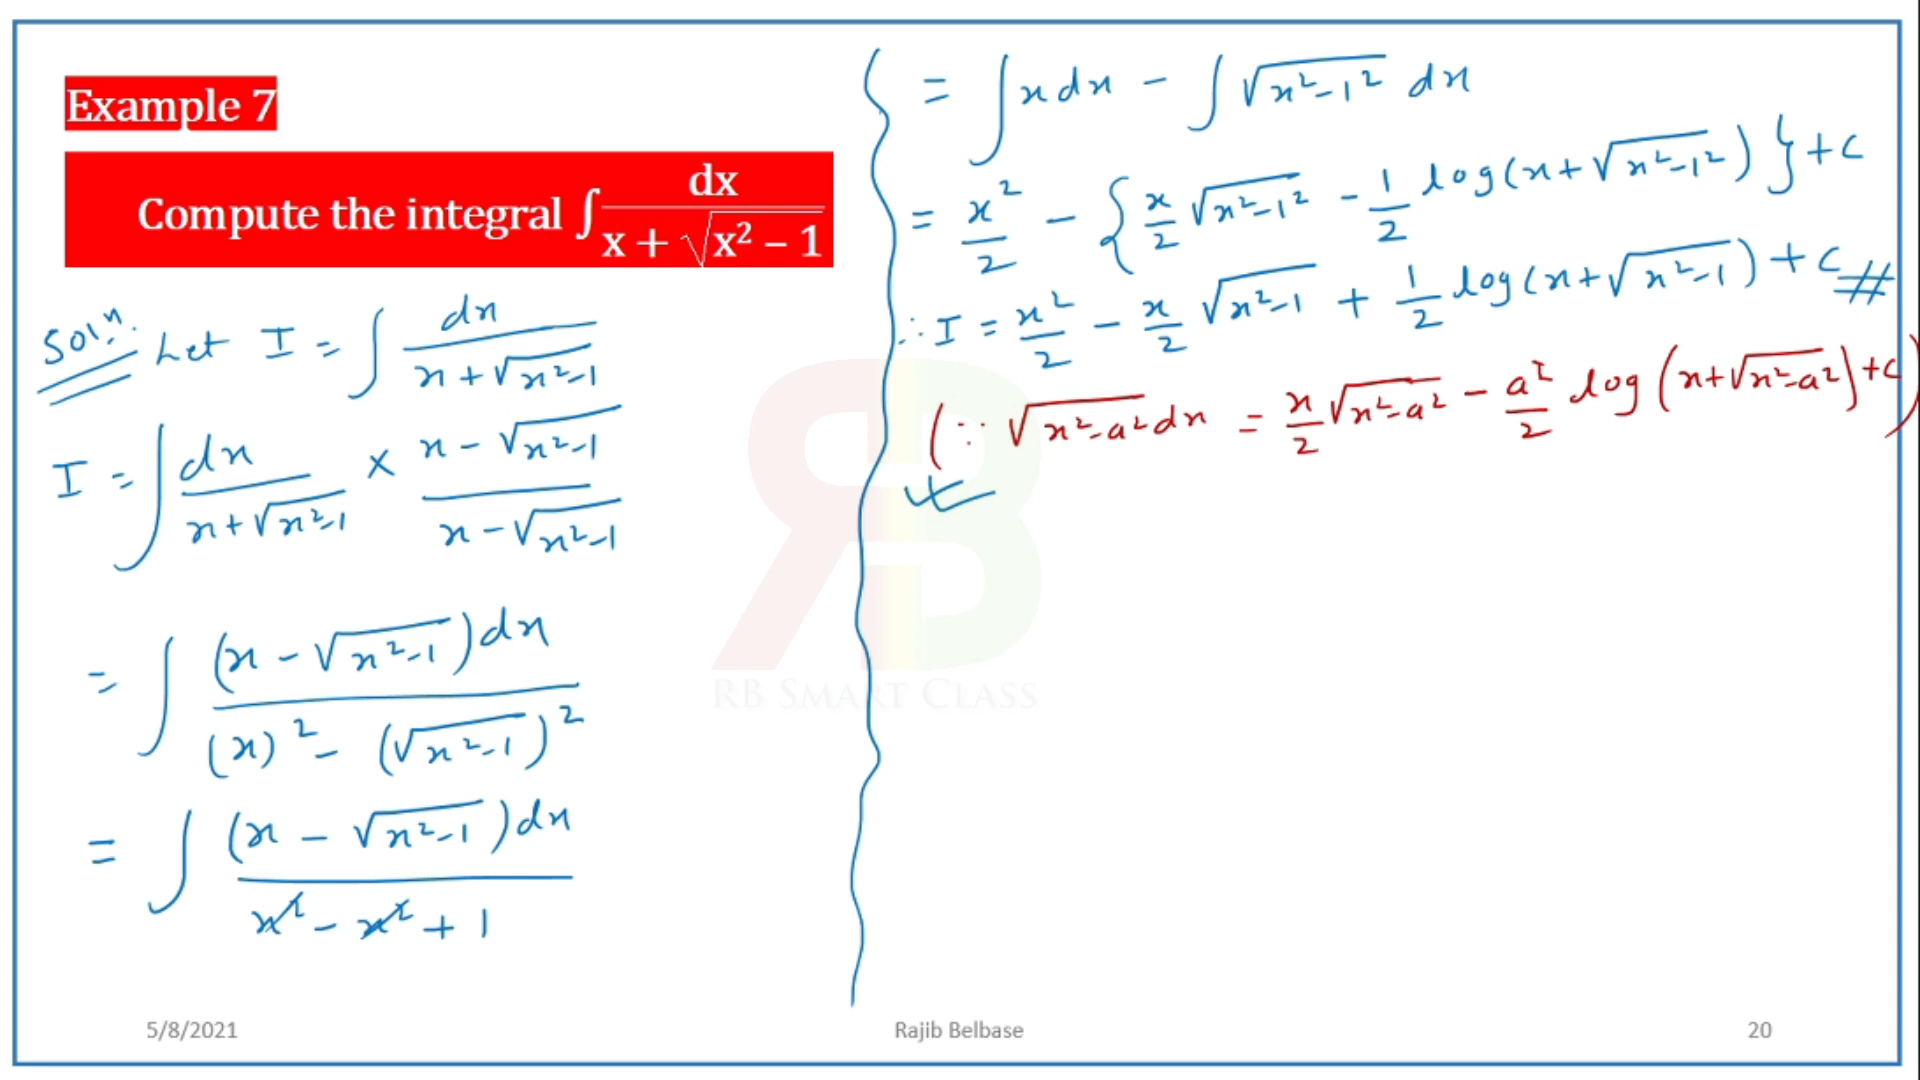 Example 7
Compute the integral ∫ dx / (x + √(x² – 1))
Solⁿ. Let I = ∫ dx / (x + √(x²-1))
I = ∫ dx / (x + √(x²-1)) × (x - √(x²-1)) / (x - √(x²-1))
= ∫ (x - √(x²-1)) dx / ((x)² - (√(x²-1))²)
= ∫ (x - √(x²-1)) dx / (x² - x² + 1)
= ∫ x dx - ∫ √(x²-1²) dx
= x²/2 - { x/2 √(x²-1²) - 1/2 log(x + √(x²-1²)) } + c
∴ I = x²/2 - x/2 √(x²-1) + 1/2 log(x + √(x²-1)) + c #
(∵ √(x²-a²) dx = x/2 √(x²-a²) - a²/2 log(x + √(x²-a²)) + c)
RB
RB SMART CLASS
5/8/2021
Rajib Belbase
20